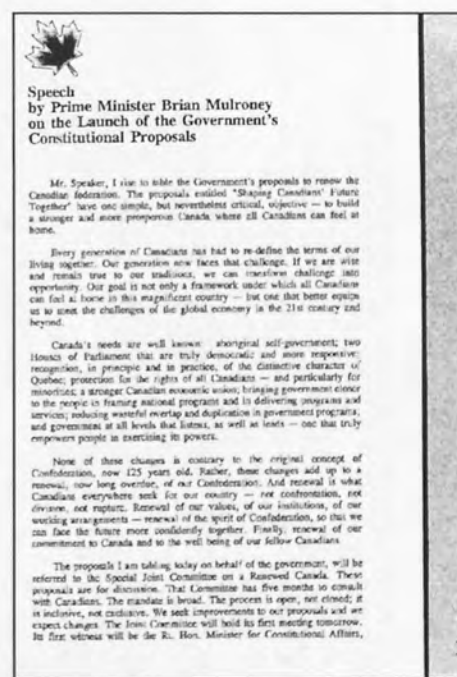 Speech
by Prime Minister Brian Mulroney
on the Launch of the Government's
Constitutional Proposals
Mr. Speaker, I rise to table the Government's proposals to renew the
Canadian federation. The proposals entitled "Shaping Canadians' Future
Together" have one simple, but nevertheless critical, objective — to build
a stronger and more prosperous Canada where all Canadians can feel at
home.
Every generation of Canadians has had to re-define the terms of our
living together. Our generation now faces that challenge. If we are wise
and remain true to our traditions, we can transform challenge into
opportunity. Our goal is not only a framework under which all Canadians
can feel at home in this magnificent country — but one that better equips
us to meet the challenges of the global economy in the 21st century and
beyond.
Canada's needs are well known: aboriginal self-government; two
Houses of Parliament that are truly democratic and more responsive;
recognition, in principle and in practice, of the distinctive character of
Quebec; protection for the rights of all Canadians — and particularly for
minorities; a stronger Canadian economic union; bringing government closer
to the people in framing national programs and in delivering programs and
services; reducing wasteful overlap and duplication in government programs;
and government at all levels that listens, as well as leads — one that truly
empowers people in exercising its powers.
None of these changes is contrary to the original concept of
Confederation, now 125 years old. Rather, these changes add up to a
renewal, now long overdue, of our Confederation. And renewal is what
Canadians everywhere seek for our country — not confrontation, not
division, not rupture. Renewal of our values, of our institutions, of our
working arrangements — renewal of the spirit of Confederation, so that we
can face the future more confidently together. Finally, renewal of our
commitment to Canada and to the well being of our fellow Canadians.
The proposals I am tabling today on behalf of the government, will be
referred to the Special Joint Committee on a Renewed Canada. These
proposals are for discussion. That Committee has five months to consult
with Canadians. The mandate is broad. The process is open, not closed; it
is inclusive, not exclusive. We seek improvements to our proposals and we
expect changes. The Joint Committee will hold its first meeting tomorrow.
Its first witness will be the Rt. Hon. Minister for Constitutional Affairs,